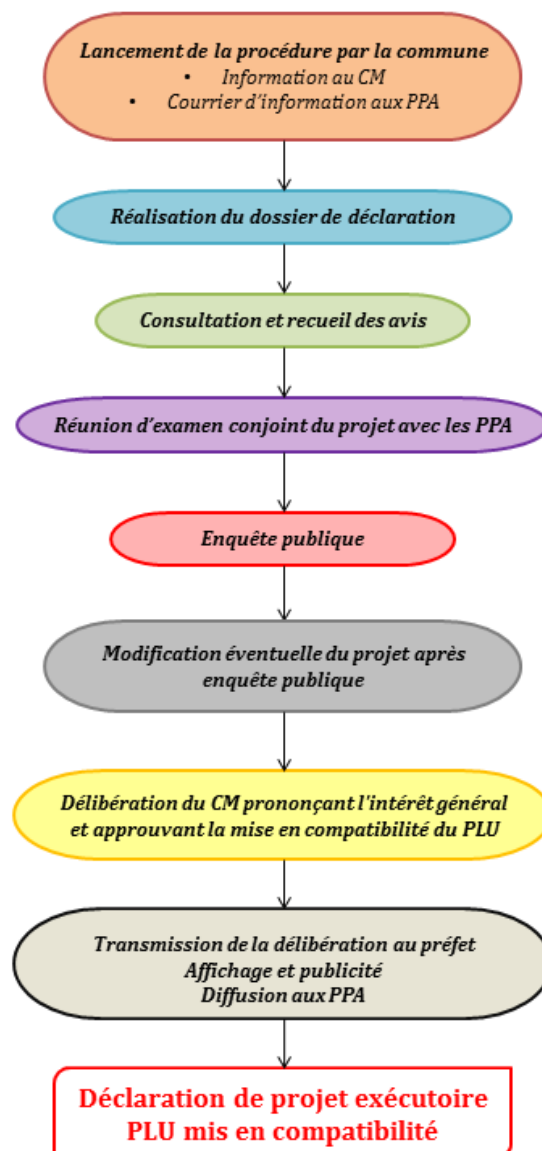 Lancement de la procédure par la commune
• Information au CM
• Courrier d'information aux PPA
Réalisation du dossier de déclaration
Consultation et recueil des avis
Réunion d'examen conjoint du projet avec les PPA
Enquête publique
Modification éventuelle du projet après
enquête publique
Délibération du CM prononçant l'intérêt général
et approuvant la mise en compatibilité du PLU
Transmission de la délibération au préfet
Affichage et publicité
Diffusion aux PPA
Déclaration de projet exécutoire
PLU mis en compatibilité